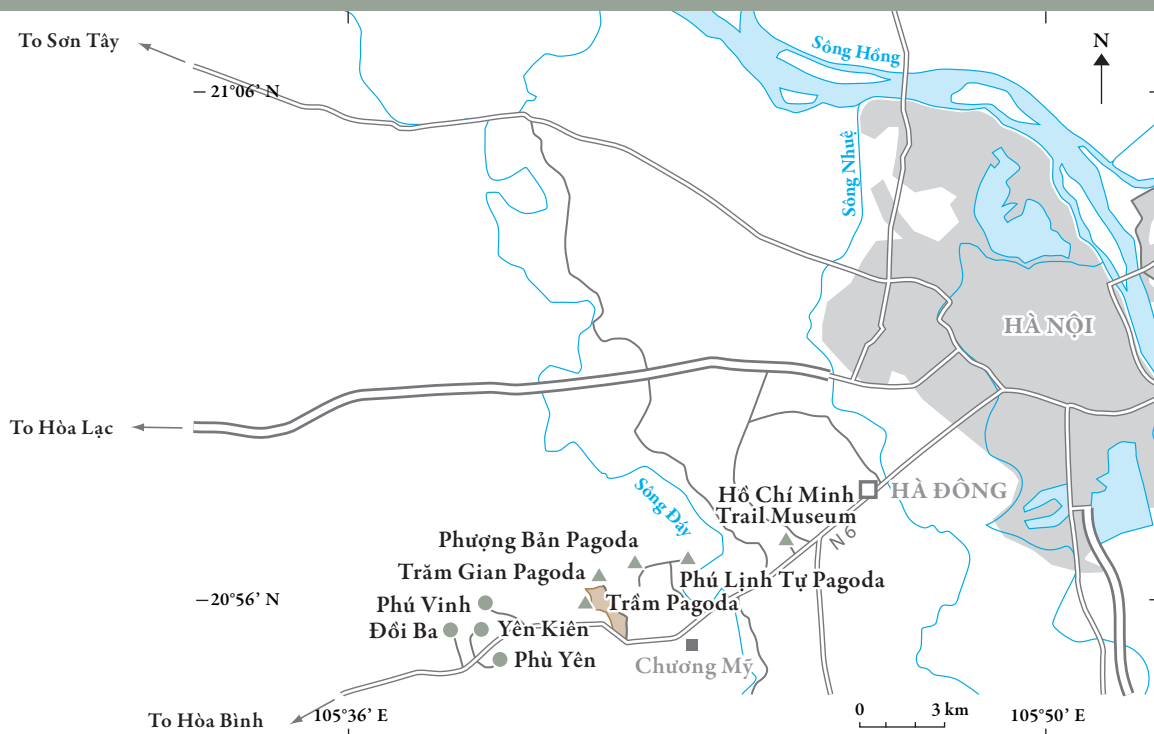 To Sơn Tây
Sông Hồng
N
21°06’ N
Sông Nhuệ
HÀ NỘI
To Hòa Lạc
Sông Đáy
Hồ Chí Minh
Trail Museum
HÀ ĐÔNG
N 6
Phượng Bản Pagoda
Trăm Gian Pagoda
Phú Lịnh Tự Pagoda
Phú Vinh
20°56’ N
Trầm Pagoda
Đồi Ba
Yên Kiên
Phù Yên
Chương Mỹ
To Hòa Bình
105°36’ E
0
3 km
105°50’ E